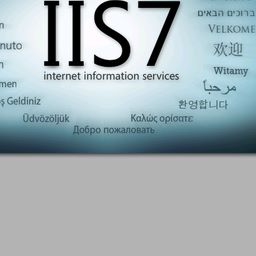 ברוכים הבאים
IIS7
VELKOME
nuto
欢迎
internet information services
Witamy
men
مرحباً
ş Geldiniz
환영합니다
Üdvözöljük
Καλώς ορίσατε
Добро пожаловать